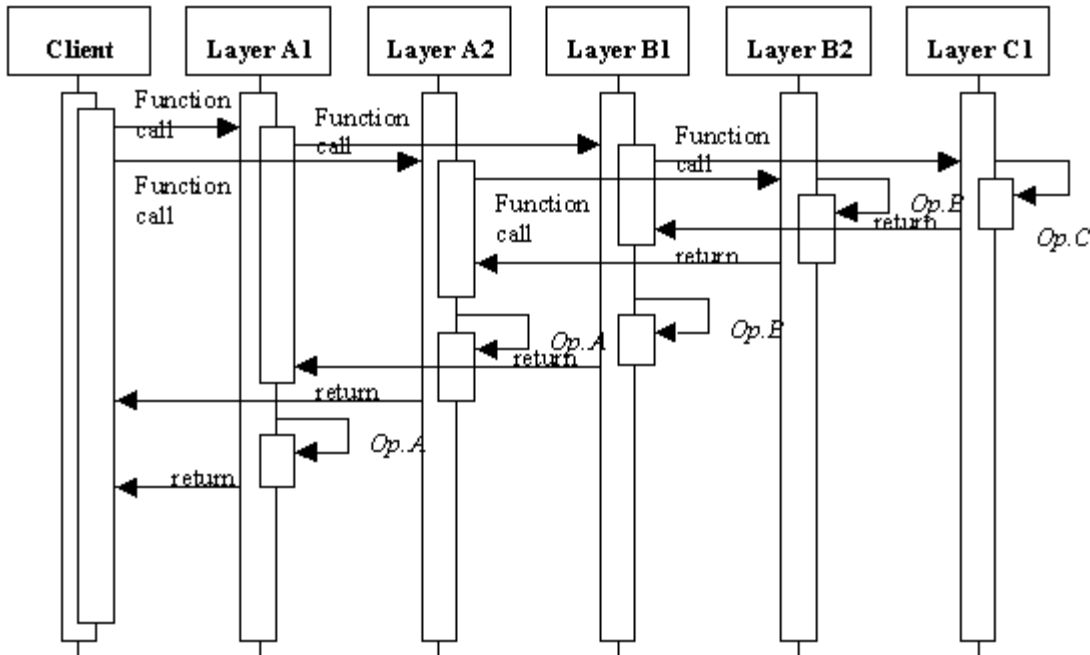 Client
Layer A1
Layer A2
Layer B1
Layer B2
Layer C1
Function
call
Function
call
Function
call
Function
call
Function
call
Op.B
return
Op.C
return
Op.A
Op.B
return
return
Op.A
return